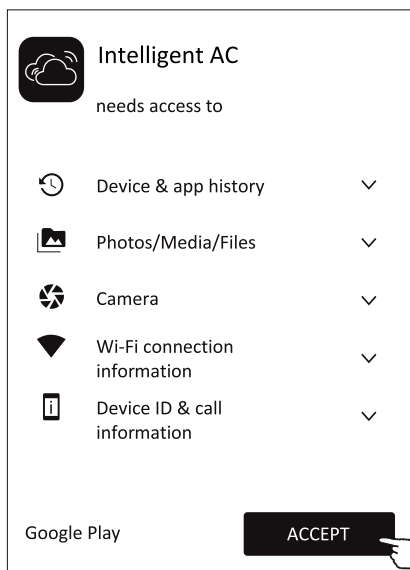 Intelligent AC
needs access to
Device & app history
Photos/Media/Files
Camera
Wi-Fi connection
information
Device ID & call
information
Google Play
ACCEPT